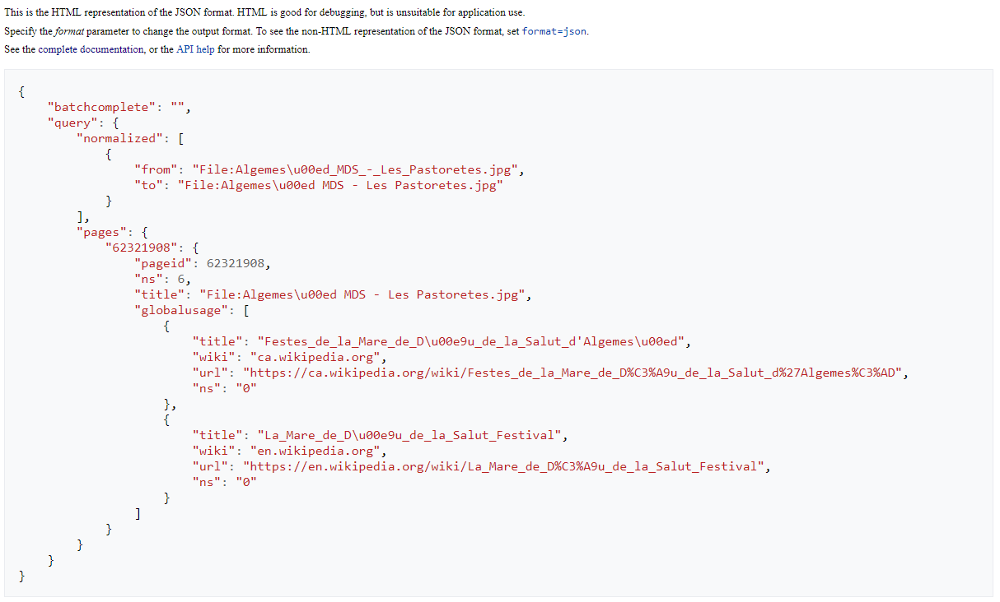 This is the HTML representation of the JSON format. HTML is good for debugging, but is unsuitable for application use.
Specify the format parameter to change the output format. To see the non-HTML representation of the JSON format, set format=json.
See the complete documentation, or the API help for more information.
{
    "batchcomplete": "",
    "query": {
        "normalized": [
            {
                "from": "File:Algemes\u00ed_MDS_-_Les_Pastoretes.jpg",
                "to": "File:Algemes\u00ed MDS - Les Pastoretes.jpg"
            }
        ],
        "pages": {
            "62321908": {
                "pageid": 62321908,
                "ns": 6,
                "title": "File:Algemes\u00ed MDS - Les Pastoretes.jpg",
                "globalusage": [
                    {
                        "title": "Festes_de_la_Mare_de_D\u00e9u_de_la_Salut_d'Algemes\u00ed",
                        "wiki": "ca.wikipedia.org",
                        "url": "https://ca.wikipedia.org/wiki/Festes_de_la_Mare_de_D%C3%A9u_de_la_Salut_d%27Algemes%C3%AD",
                        "ns": "0"
                    },
                    {
                        "title": "La_Mare_de_D\u00e9u_de_la_Salut_Festival",
                        "wiki": "en.wikipedia.org",
                        "url": "https://en.wikipedia.org/wiki/La_Mare_de_D%C3%A9u_de_la_Salut_Festival",
                        "ns": "0"
                    }
                ]
            }
        }
    }
}